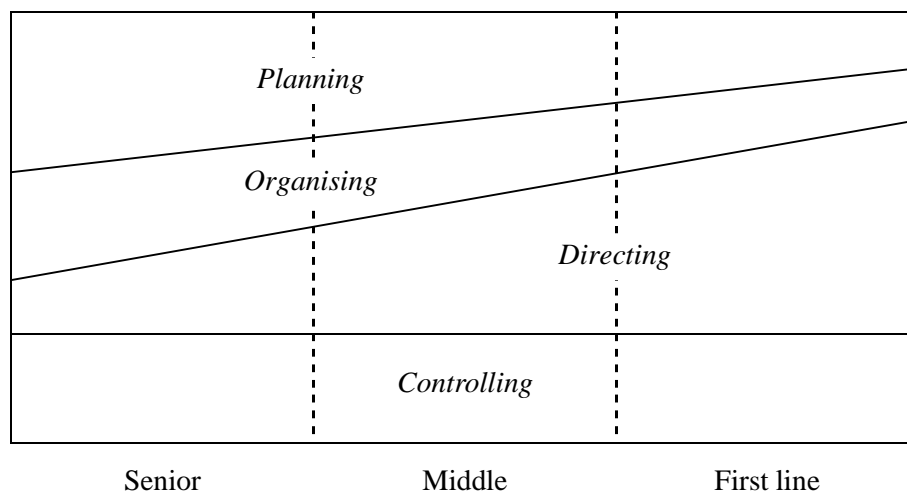 Planning
Organising
Directing
Controlling
Senior Middle First line